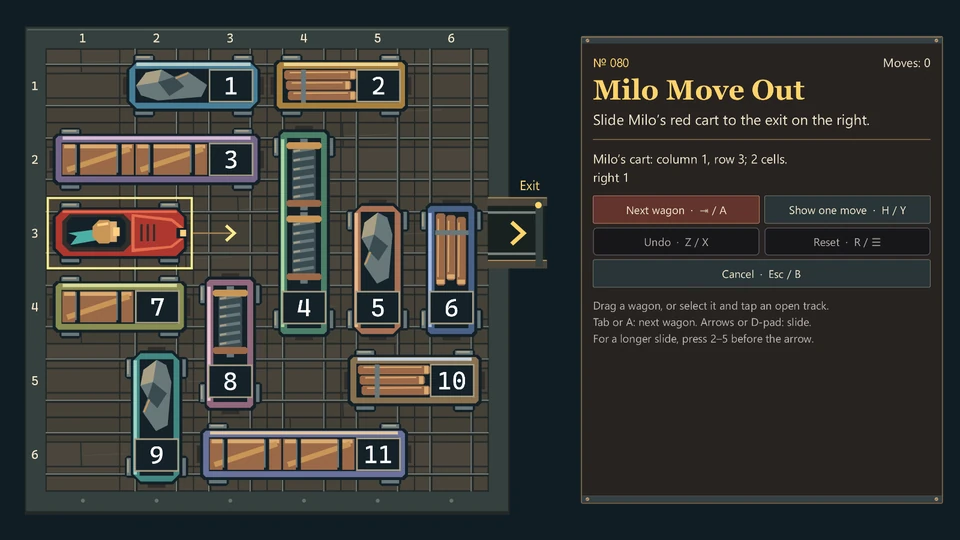 1 2 3 4 5 6
1 1 2
2 3
Exit
3
4 7 4 5 6
5 8 10
6 9 11
№ 080
Moves: 0
Milo Move Out
Slide Milo's red cart to the exit on the right.
Milo's cart: column 1, row 3; 2 cells.
right 1
Next wagon · ⇥ / A
Show one move · H / Y
Undo · Z / X
Reset · R / ☰
Cancel · Esc / B
Drag a wagon, or select it and tap an open track.
Tab or A: next wagon. Arrows or D-pad: slide.
For a longer slide, press 2–5 before the arrow.